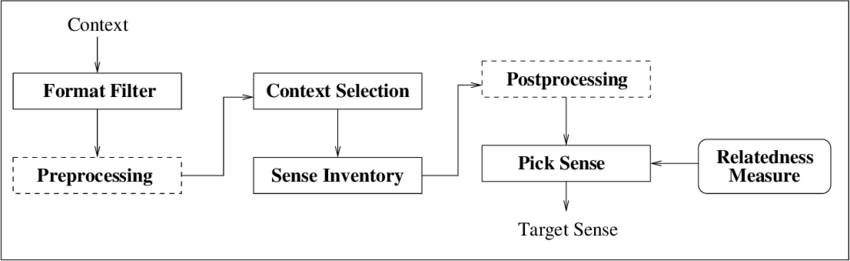 Context
Format Filter
Preprocessing
Context Selection
Sense Inventory
Postprocessing
Pick Sense
Relatedness
Measure
Target Sense